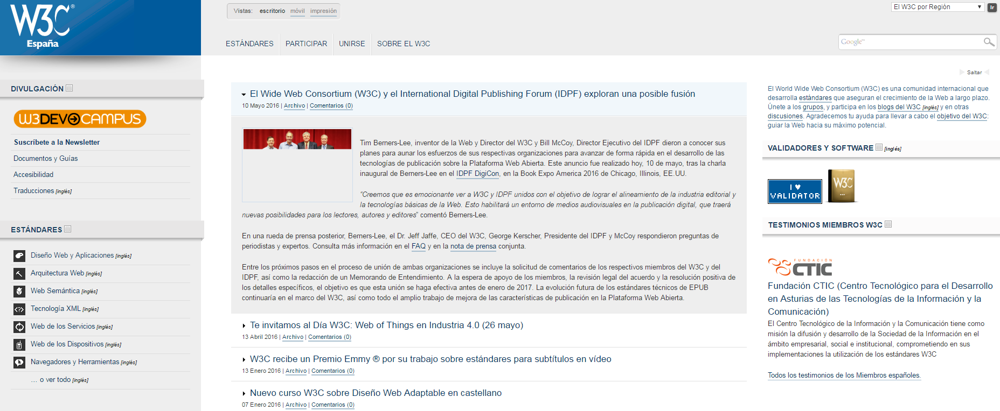 W3C®
España
Vistas: escritorio móvil impresión
El W3C por Región
Ir
ESTÁNDARES PARTICIPAR UNIRSE SOBRE EL W3C
Google™
DIVULGACIÓN
W3DEVCAMPUS
Suscríbete a la Newsletter
Documentos y Guías
Accesibilidad
Traducciones [inglés]
ESTÁNDARES
Diseño Web y Aplicaciones [inglés]
Arquitectura Web [inglés]
Web Semántica [inglés]
Tecnología XML [inglés]
Web de los Servicios [inglés]
Web de los Dispositivos [inglés]
Navegadores y Herramientas [inglés]
... o ver todo [inglés]
El Wide Web Consortium (W3C) y el International Digital Publishing Forum (IDPF) exploran una posible fusión
10 Mayo 2016 | Archivo | Comentarios (0)
Tim Berners-Lee, inventor de la Web y Director del W3C y Bill McCoy, Director Ejecutivo del IDPF dieron a conocer sus
planes para aunar los esfuerzos de sus respectivas organizaciones para avanzar de forma rápida en el desarrollo de las
tecnologías de publicación sobre la Plataforma Web Abierta. Este anuncio fue realizado hoy, 10 de mayo, tras la charla
inaugural de Berners-Lee en el IDPF DigiCon, en la Book Expo America 2016 de Chicago, Illinois, EE.UU.
"Creemos que es emocionante ver a W3C y IDPF unidos con el objetivo de lograr el alineamiento de la industria editorial y
la tecnologías básicas de la Web. Esto habilitará un entorno de medios audiovisuales en la publicación digital, que traerá
nuevas posibilidades para los lectores, autores y editores" comentó Berners-Lee.
En una rueda de prensa posterior, Berners-Lee, el Dr. Jeff Jaffe, CEO del W3C, George Kerscher, Presidente del IDPF y McCoy respondieron preguntas de
periodistas y expertos. Consulta más información en el FAQ y en la nota de prensa conjunta.
Entre los próximos pasos en el proceso de unión de ambas organizaciones se incluye la solicitud de comentarios de los respectivos miembros del W3C y del
IDPF, así como la redacción de un Memorando de Entendimiento. A la espera de apoyo de los miembros, la revisión legal del acuerdo y la resolución positiva de
los detalles específicos, el objetivo es que esta unión se haga efectiva antes de enero de 2017. La evolución futura de los estándares técnicos de EPUB
continuaría en el marco del W3C, así como todo el amplio trabajo de mejora de las características de publicación en la Plataforma Web Abierta.
Te invitamos al Día W3C: Web of Things en Industria 4.0 (26 mayo)
13 Abril 2016 | Archivo | Comentarios (0)
W3C recibe un Premio Emmy ® por su trabajo sobre estándares para subtítulos en vídeo
13 Enero 2016 | Archivo | Comentarios (0)
Nuevo curso W3C sobre Diseño Web Adaptable en castellano
07 Enero 2016 | Archivo | Comentarios (0)
Saltar
El World Wide Web Consortium (W3C) es una comunidad internacional que
desarrolla estándares que aseguran el crecimiento de la Web a largo plazo.
Únete a los grupos, y participa en los blogs del W3C [inglés] y en otras
discusiones. Agradecemos tu ayuda para llevar a cabo el objetivo del W3C:
guiar la Web hacia su máximo potencial.
VALIDADORES Y SOFTWARE [inglés]
I ♥
VALIDATOR
W3C
...
TESTIMONIOS MIEMBROS W3C
FUNDACIÓN
CTIC
Fundación CTIC (Centro Tecnológico para el Desarrollo
en Asturias de las Tecnologías de la Información y la
Comunicación)
El Centro Tecnológico de la Información y la Comunicación tiene como
misión la difusión y desarrollo de la Sociedad de la Información en el
ámbito empresarial, social e institucional, comprometiendo en sus
implementaciones la utilización de los estándares W3C
Todos los testimonios de los Miembros españoles.